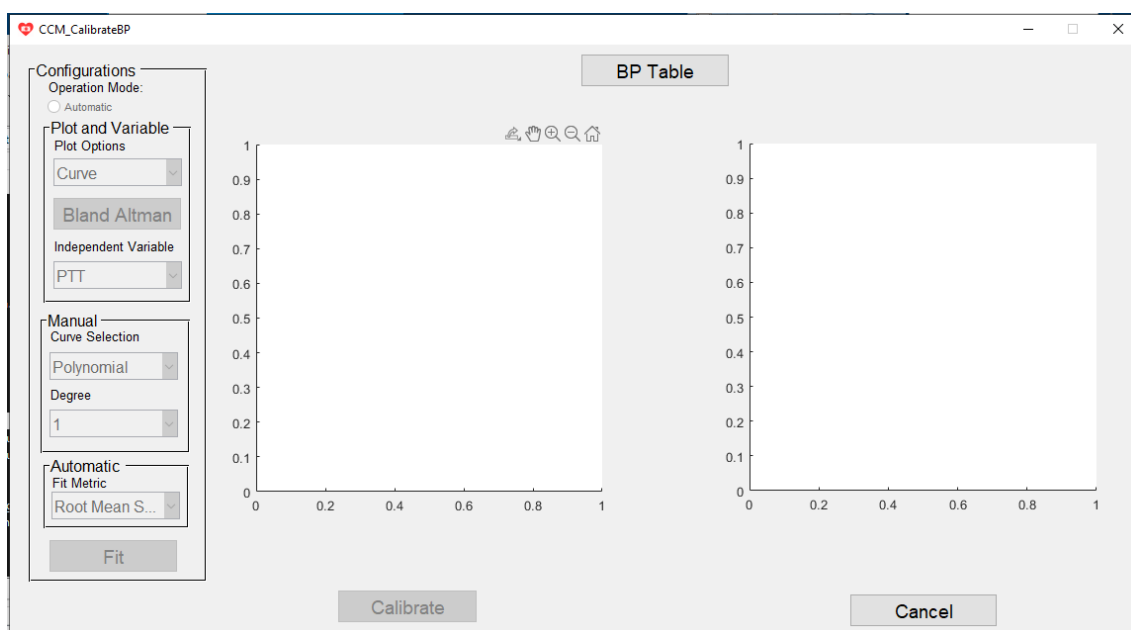 CCM_CalibrateBP
Configurations
Operation Mode:
Automatic
Plot and Variable
Plot Options
Curve
Bland Altman
Independent Variable
PTT
Manual
Curve Selection
Polynomial
Degree
1
Automatic
Fit Metric
Root Mean S...
Fit
BP Table
1
0.9
0.8
0.7
0.6
0.5
0.4
0.3
0.2
0.1
0
0 0.2 0.4 0.6 0.8 1
1
0.9
0.8
0.7
0.6
0.5
0.4
0.3
0.2
0.1
0
0 0.2 0.4 0.6 0.8 1
Calibrate
Cancel